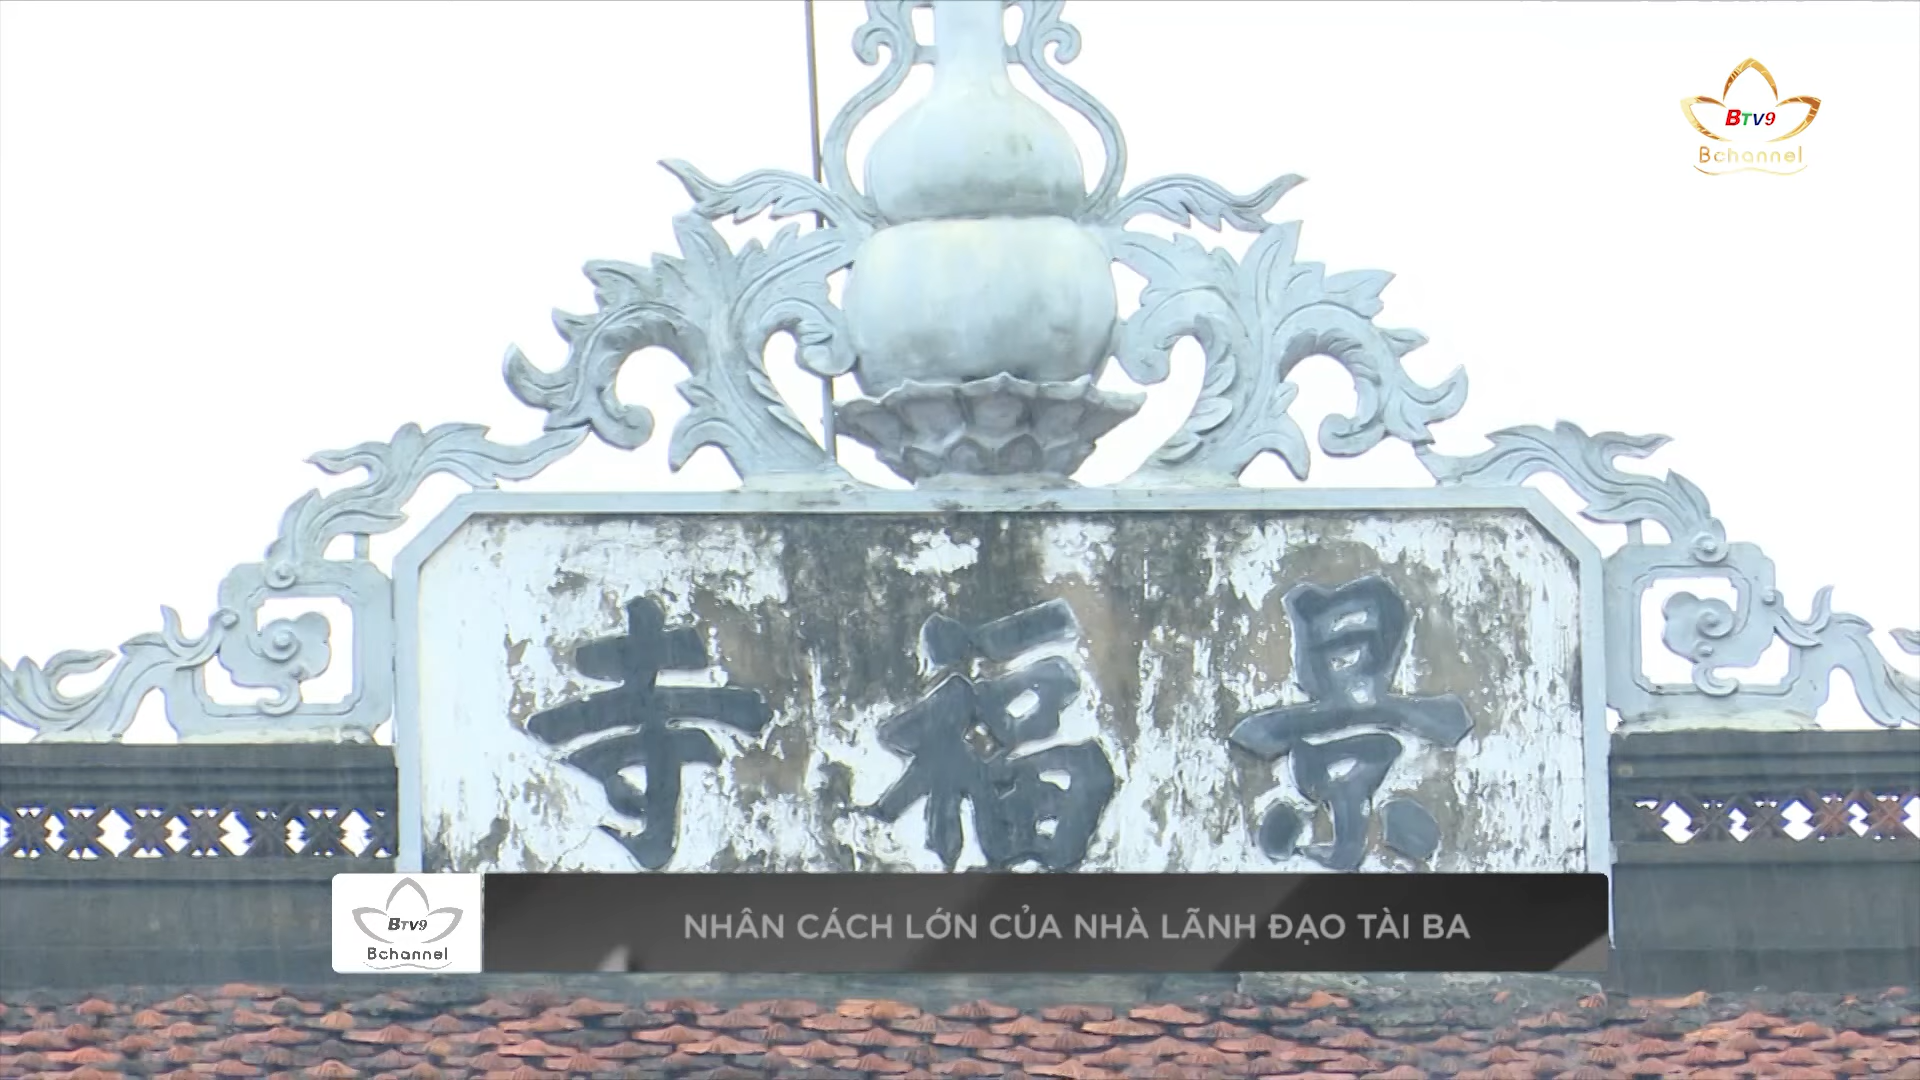 BTV9
Bchannel
景福寺
BTV9
Bchannel
NHÂN CÁCH LỚN CỦA NHÀ LÃNH ĐẠO TÀI BA